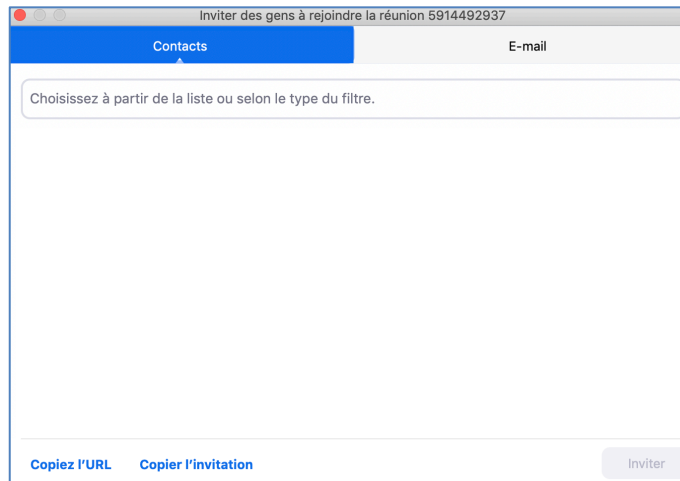 Inviter des gens à rejoindre la réunion 5914492937
Contacts
E-mail
Choisissez à partir de la liste ou selon le type du filtre.
Copiez l'URL
Copier l'invitation
Inviter